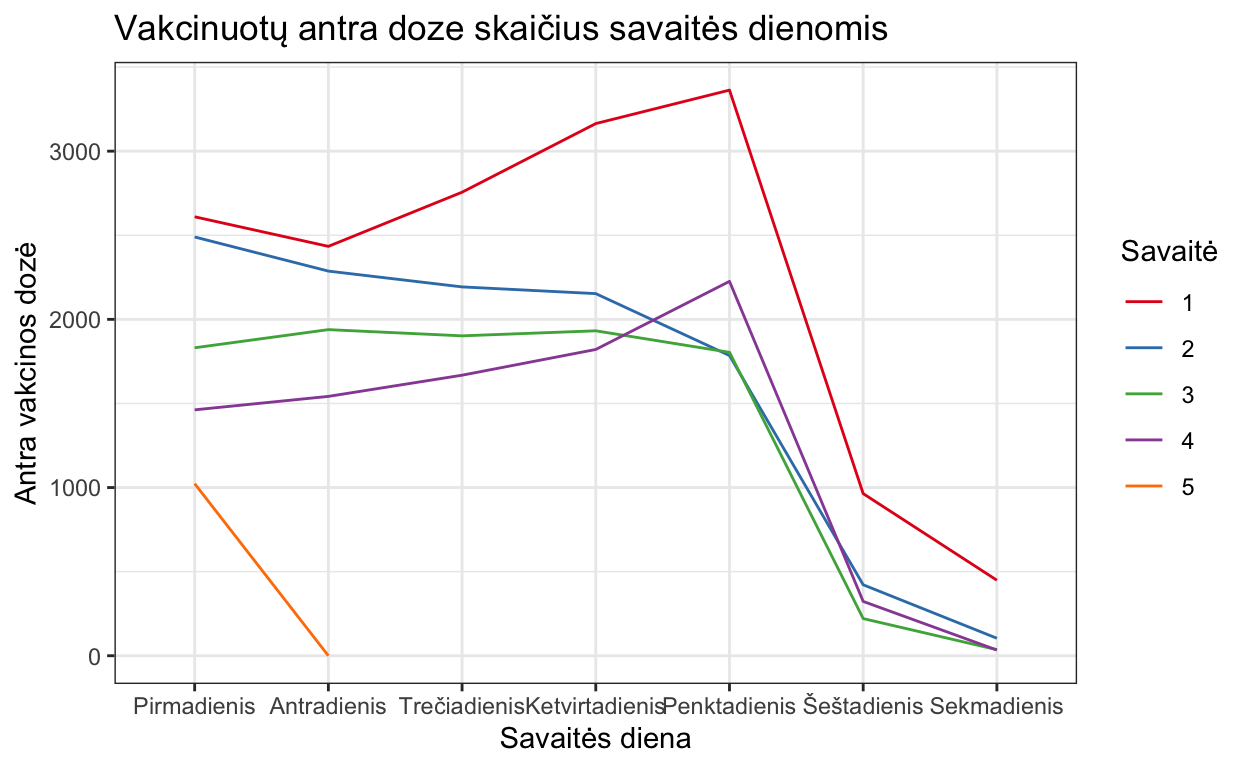 Vakcinuotų antra doze skaičius savaitės dienomis
Antra vakcinos dozė
3000
2000
1000
0
Pirmadienis Antradienis Trečiadienis Ketvirtadienis Penktadienis Šeštadienis Sekmadienis
Savaitės diena
Savaitė
1
2
3
4
5